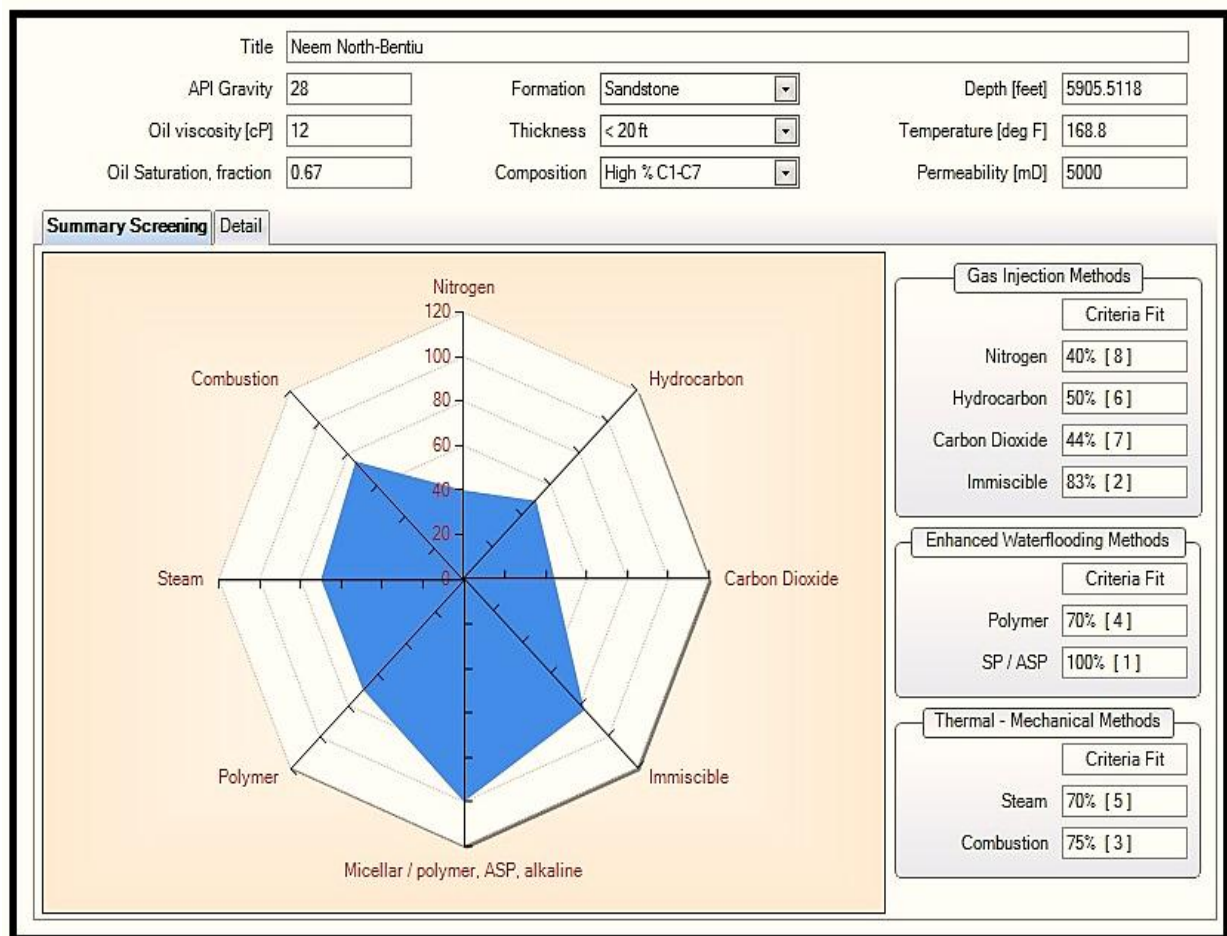 Title Neem North-Bentiu
API Gravity 28 Formation Sandstone Depth [feet] 5905.5118
Oil viscosity [cP] 12 Thickness < 20 ft Temperature [deg F] 168.8
Oil Saturation, fraction 0.67 Composition High % C1-C7 Permeability [mD] 5000
Summary Screening Detail
Nitrogen
120
100
80
60
40
20
0
Combustion
Hydrocarbon
Steam
Carbon Dioxide
Polymer
Immiscible
Micellar / polymer, ASP, alkaline
Gas Injection Methods
Criteria Fit
Nitrogen 40% [ 8 ]
Hydrocarbon 50% [ 6 ]
Carbon Dioxide 44% [ 7 ]
Immiscible 83% [ 2 ]
Enhanced Waterflooding Methods
Criteria Fit
Polymer 70% [ 4 ]
SP / ASP 100% [ 1 ]
Thermal - Mechanical Methods
Criteria Fit
Steam 70% [ 5 ]
Combustion 75% [ 3 ]